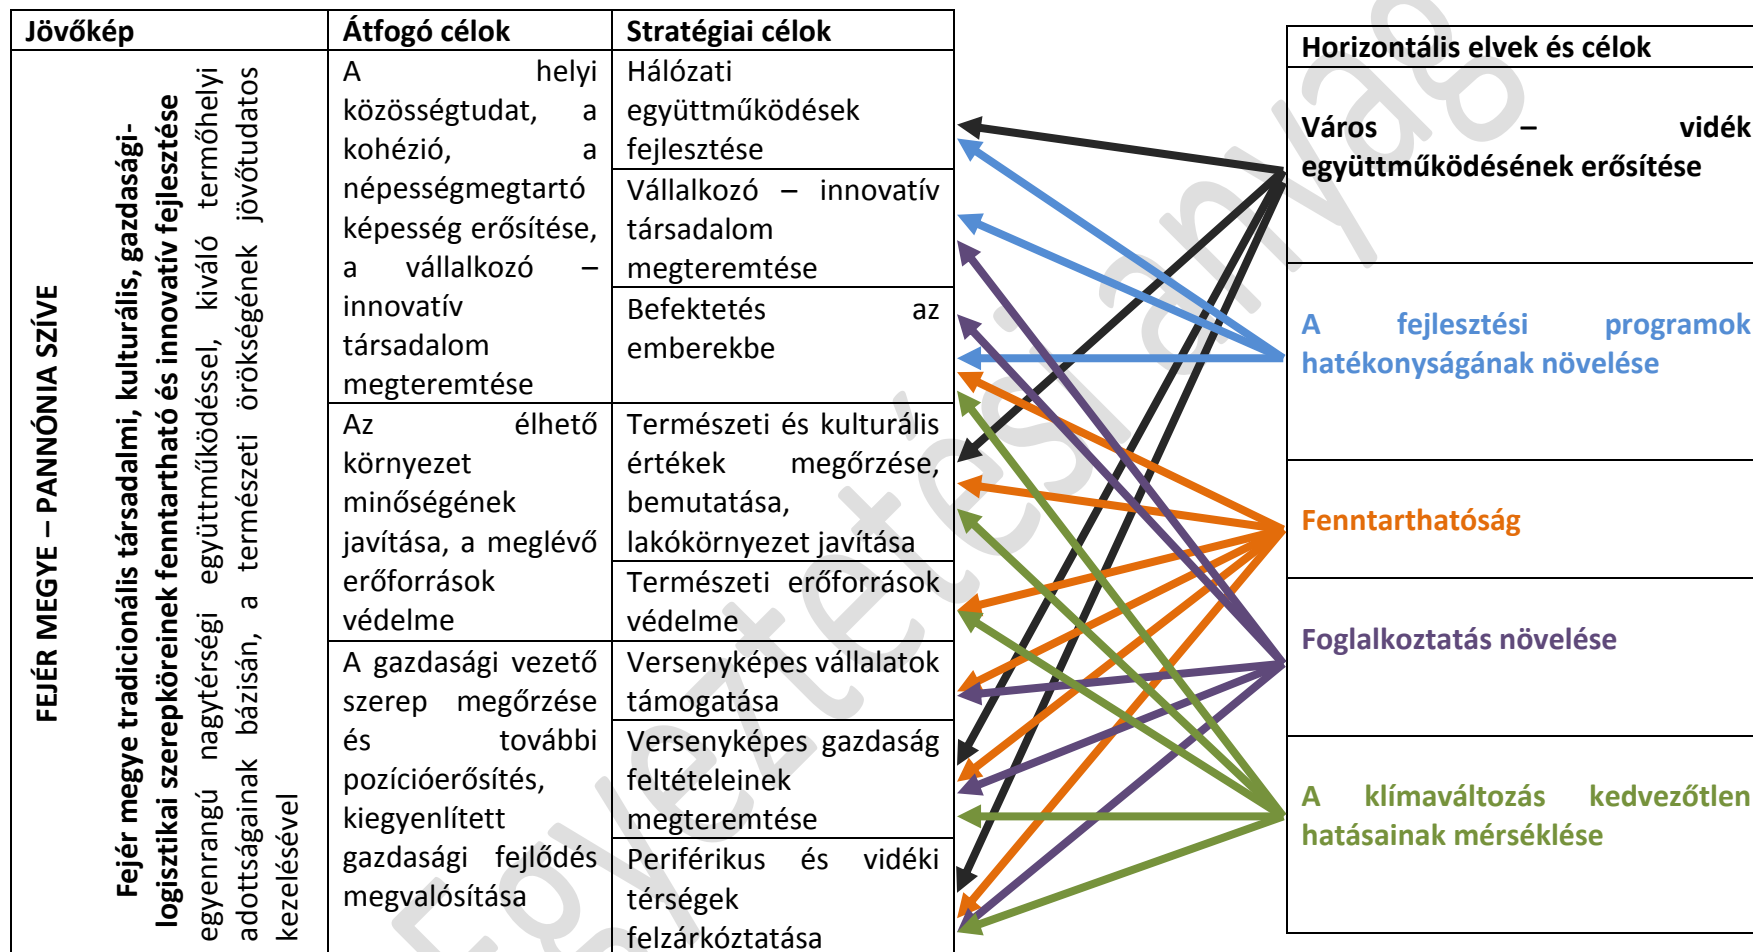 Jövőkép
FEJÉR MEGYE – PANNÓNIA SZÍVE
Fejér megye tradicionális társadalmi, kulturális, gazdasági-
logisztikai szerepköreinek fenntartható és innovatív fejlesztése
egyenrangú nagytérségi együttműködéssel, kiváló termőhelyi
adottságainak bázisán, a természeti örökségének jövőtudatos
kezelésével
Átfogó célok
A helyi
közösségtudat, a
kohézió, a
népességmegtartó
képesség erősítése,
a vállalkozó –
innovatív
társadalom
megteremtése
Az élhető
környezet
minőségének
javítása, a meglévő
erőforrások
védelme
A gazdasági vezető
szerep megőrzése
és további
pozícióerősítés,
kiegyenlített
gazdasági fejlődés
megvalósítása
Stratégiai célok
Hálózati
együttműködések
fejlesztése
Vállalkozó – innovatív
társadalom
megteremtése
Befektetés az
emberekbe
Természeti és kulturális
értékek megőrzése,
bemutatása,
lakókörnyezet javítása
Természeti erőforrások
védelme
Versenyképes vállalatok
támogatása
Versenyképes gazdaság
feltételeinek
megteremtése
Periférikus és vidéki
térségek
felzárkóztatása
Horizontális elvek és célok
Város – vidék
együttműködésének erősítése
A fejlesztési programok
hatékonyságának növelése
Fenntarthatóság
Foglalkoztatás növelése
A klímaváltozás kedvezőtlen
hatásainak mérséklése
Egyeztetési anyag